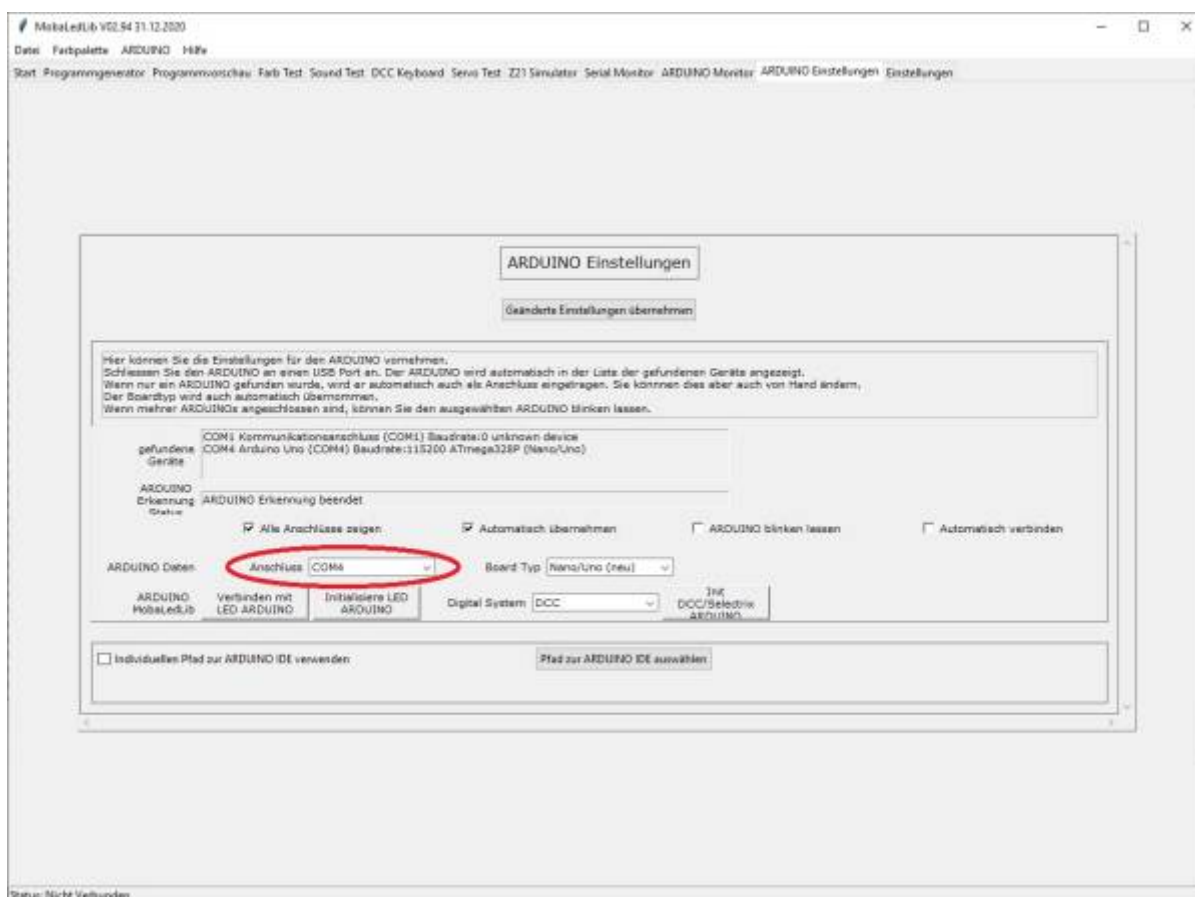 MobaLedLib V02.94 31.12.2020
Datei Farbpalette ARDUINO Hilfe
Start Programmgenerator Programmvorschau Farb Test Sound Test DCC Keyboard Servo Test Z21 Simulator Serial Monitor ARDUINO Monitor ARDUINO Einstellungen Einstellungen
ARDUINO Einstellungen
Geänderte Einstellungen übernehmen
Hier können Sie die Einstellungen für den ARDUINO vornehmen.
Schliessen Sie den ARDUINO an einen USB Port an. Der ARDUINO wird automatisch in der Liste der gefundenen Geräte angezeigt.
Wenn nur ein ARDUINO gefunden wurde, wird er automatisch auch als Anschluss eingetragen. Sie könnnen dies aber auch von Hand ändern.
Der Boardtyp wird auch automatisch übernommen.
Wenn mehrer ARDUINOs angeschlossen sind, können Sie den ausgewählten ARDUINO blinken lassen.
gefundene Geräte
COM1 Kommunikationsanschluss (COM1) Baudrate:0 unknown device
COM4 Arduino Uno (COM4) Baudrate:115200 ATmega328P (Nano/Uno)
ARDUINO Erkennung Status
ARDUINO Erkennung beendet
Alle Anschlüsse zeigen Automatisch übernehmen ARDUINO blinken lassen Automatisch verbinden
ARDUINO Daten Anschluss COM4 Board Typ Nano/Uno (neu)
ARDUINO MobaLedLib
Verbinden mit LED ARDUINO
Initialisiere LED ARDUINO
Digital System DCC
Init DCC/Selectrix ARDUINO
Individuellen Pfad zur ARDUINO IDE verwenden Pfad zur ARDUINO IDE auswählen
Status: Nicht Verbunden